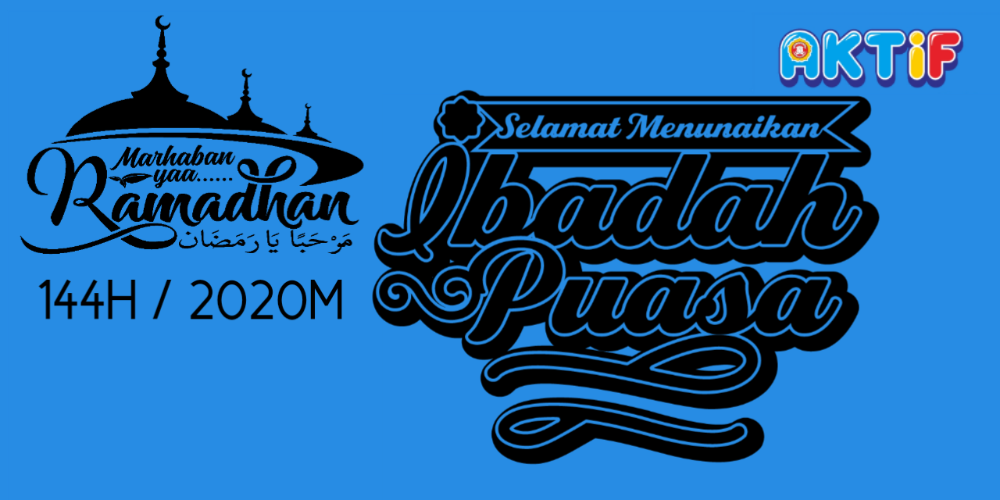 Marhaban
yaa......
Ramadhan
مَرْحَبًا يَا رَمَضَان
144H / 2020M
AKTiF
Selamat Menunaikan
Ibadah
Puasa